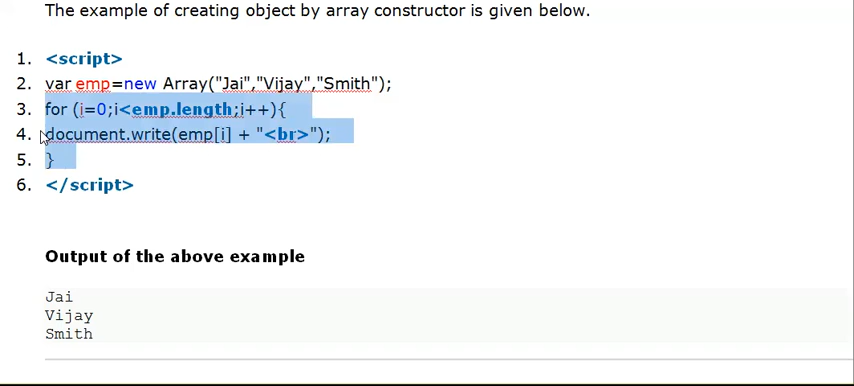 The example of creating object by array constructor is given below.
1. <script>
2. var emp=new Array("Jai","Vijay","Smith");
3. for (i=0;i<emp.length;i++){
4. document.write(emp[i] + "<br>");
5. }
6. </script>
Output of the above example
Jai
Vijay
Smith